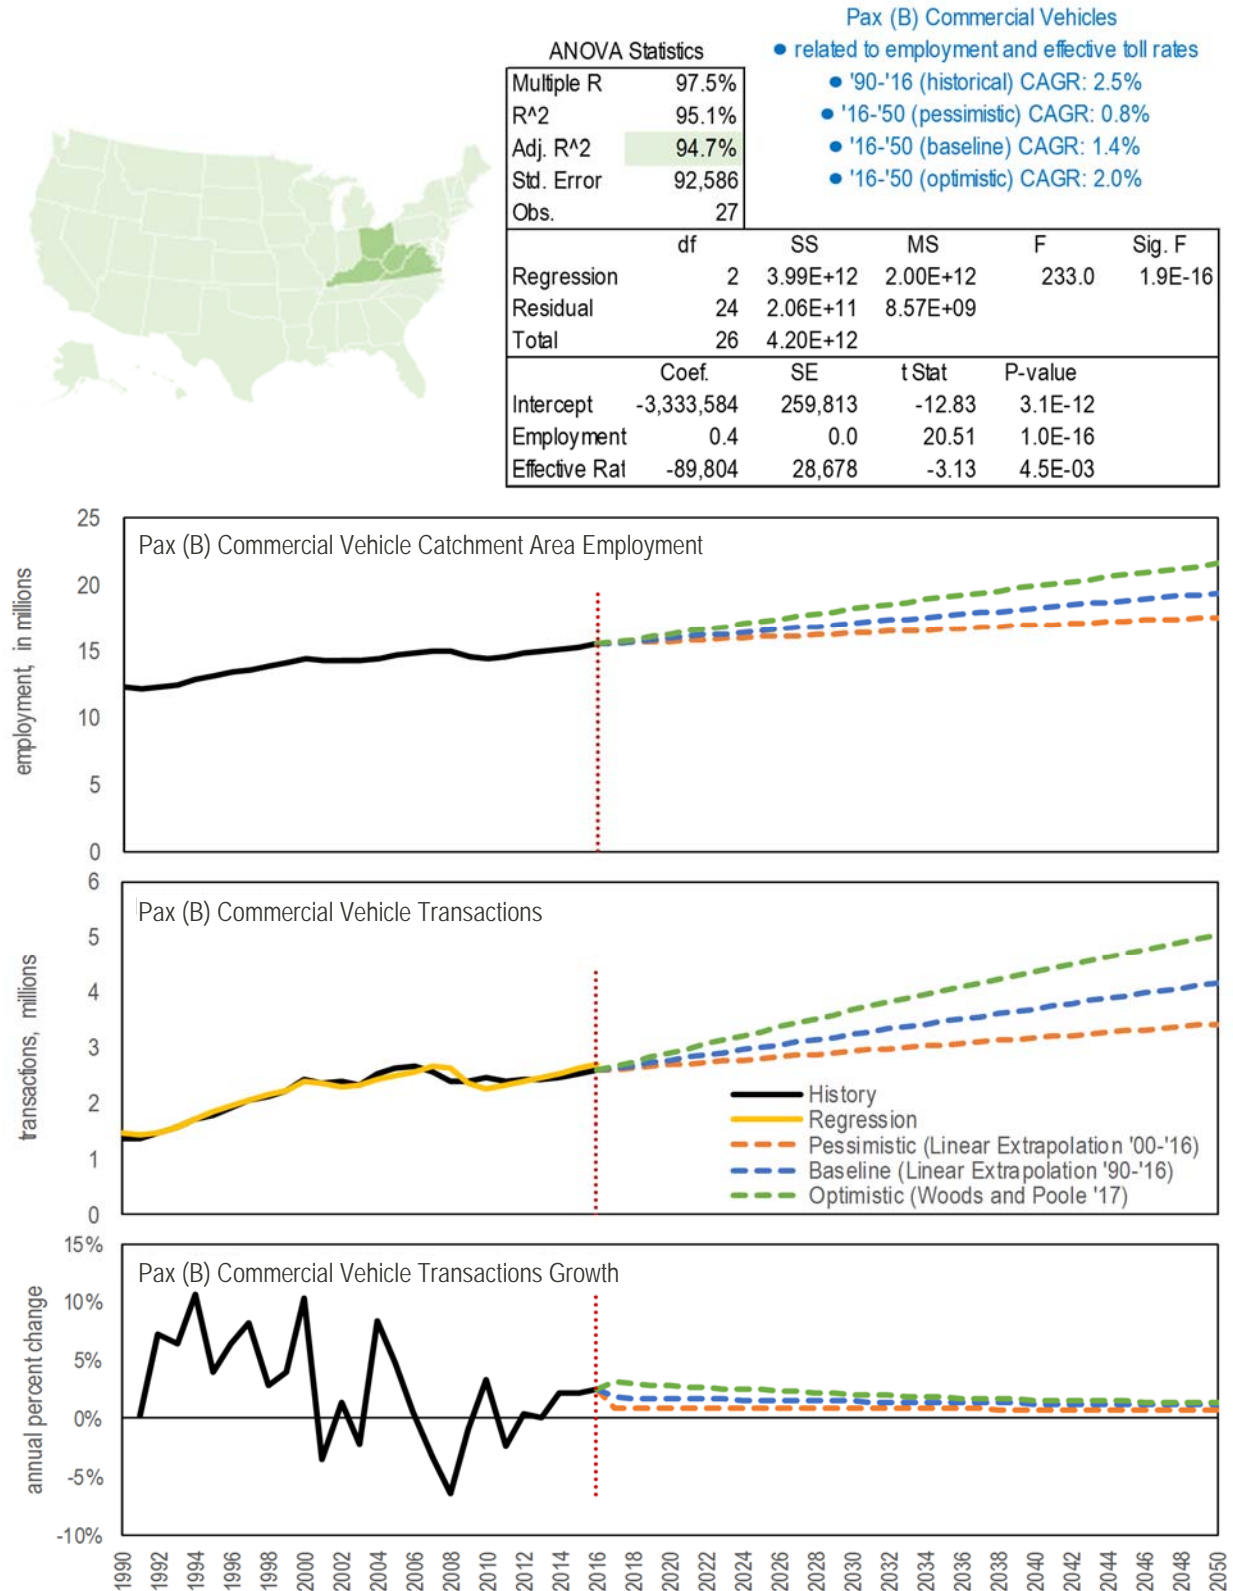 Pax (B) Commercial Vehicles
● related to employment and effective toll rates
● '90-'16 (historical) CAGR: 2.5%
● '16-'50 (pessimistic) CAGR: 0.8%
● '16-'50 (baseline) CAGR: 1.4%
● '16-'50 (optimistic) CAGR: 2.0%
ANOVA Statistics
Multiple R 97.5%
R^2 95.1%
Adj. R^2 94.7%
Std. Error 92,586
Obs. 27
df SS MS F Sig. F
Regression 2 3.99E+12 2.00E+12 233.0 1.9E-16
Residual 24 2.06E+11 8.57E+09
Total 26 4.20E+12
Coef. SE t Stat P-value
Intercept -3,333,584 259,813 -12.83 3.1E-12
Employment 0.4 0.0 20.51 1.0E-16
Effective Rat -89,804 28,678 -3.13 4.5E-03
Pax (B) Commercial Vehicle Catchment Area Employment
employment, in millions
25
20
15
10
5
0
Pax (B) Commercial Vehicle Transactions
transactions, millions
6
5
4
3
2
1
0
History
Regression
Pessimistic (Linear Extrapolation '00-'16)
Baseline (Linear Extrapolation '90-'16)
Optimistic (Woods and Poole '17)
Pax (B) Commercial Vehicle Transactions Growth
annual percent change
15%
10%
5%
0%
-5%
-10%
1990 1992 1994 1996 1998 2000 2002 2004 2006 2008 2010 2012 2014 2016 2018 2020 2022 2024 2026 2028 2030 2032 2034 2036 2038 2040 2042 2044 2046 2048 2050